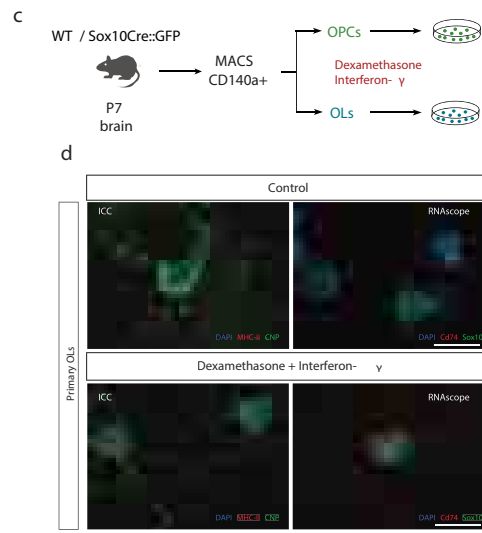 c
WT / Sox10Cre::GFP
P7
brain
MACS
CD140a+
OPCs
Dexamethasone
Interferon- γ
OLs
d
Primary OLs
Control
ICC
DAPI MHC-II CNP
RNAscope
DAPI Cd74 Sox10
Dexamethasone + Interferon- γ
ICC
DAPI MHC-II CNP
RNAscope
DAPI Cd74 Sox10